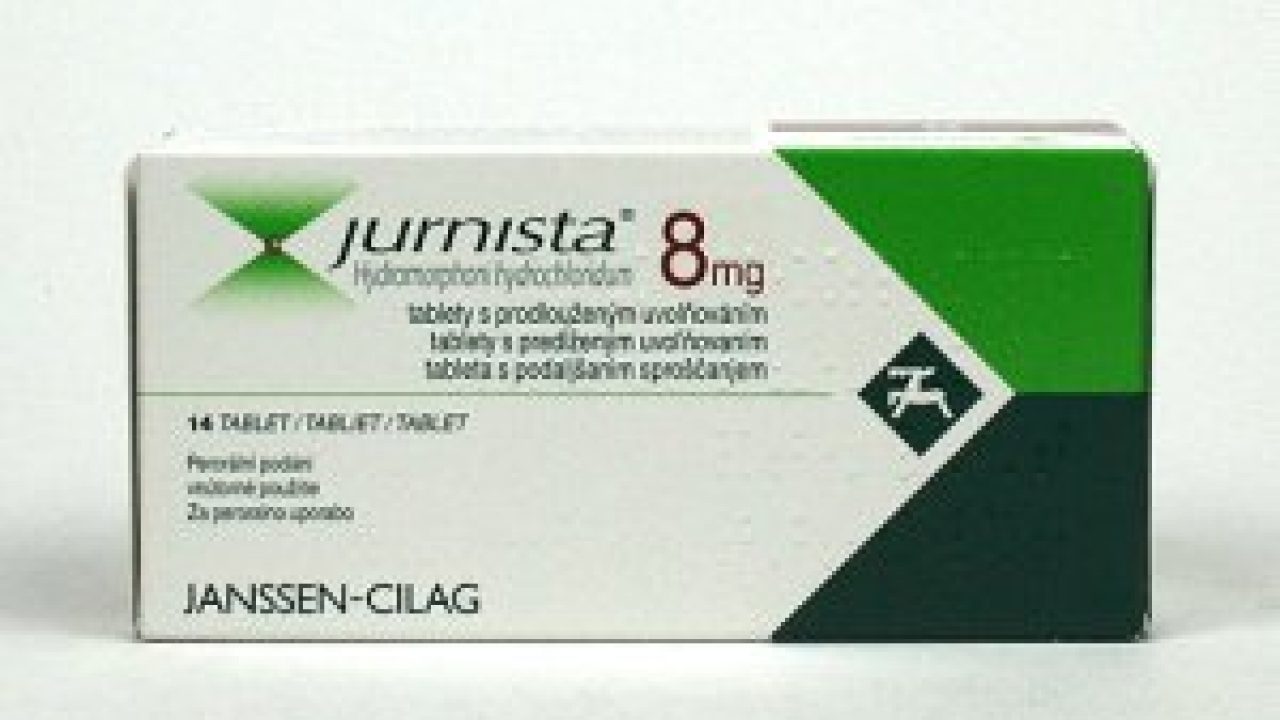 Jurnista® 8mg
Hydromorphoni hydrochloridum
tablety s prodlouženým uvolňováním
tablety s predĺženým uvoľňovaním
tableta s podaljšanim sproščanjem
14 TABLET / TABLIET / TABLET
Perorální podání
vnútorné použitie
Za peroralno uporabo
JANSSEN-CILAG